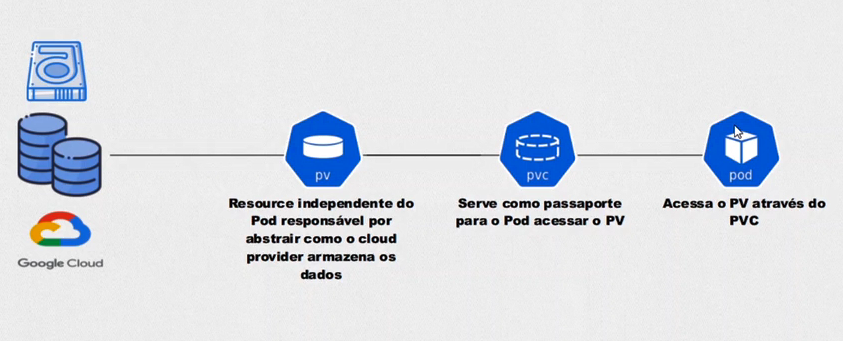 pv
pvc
pod
Resource independente do
Pod responsável por
abstrair como o cloud
provider armazena os
dados
Serve como passaporte
para o Pod acessar o PV
Acessa o PV através do
PVC
Google Cloud